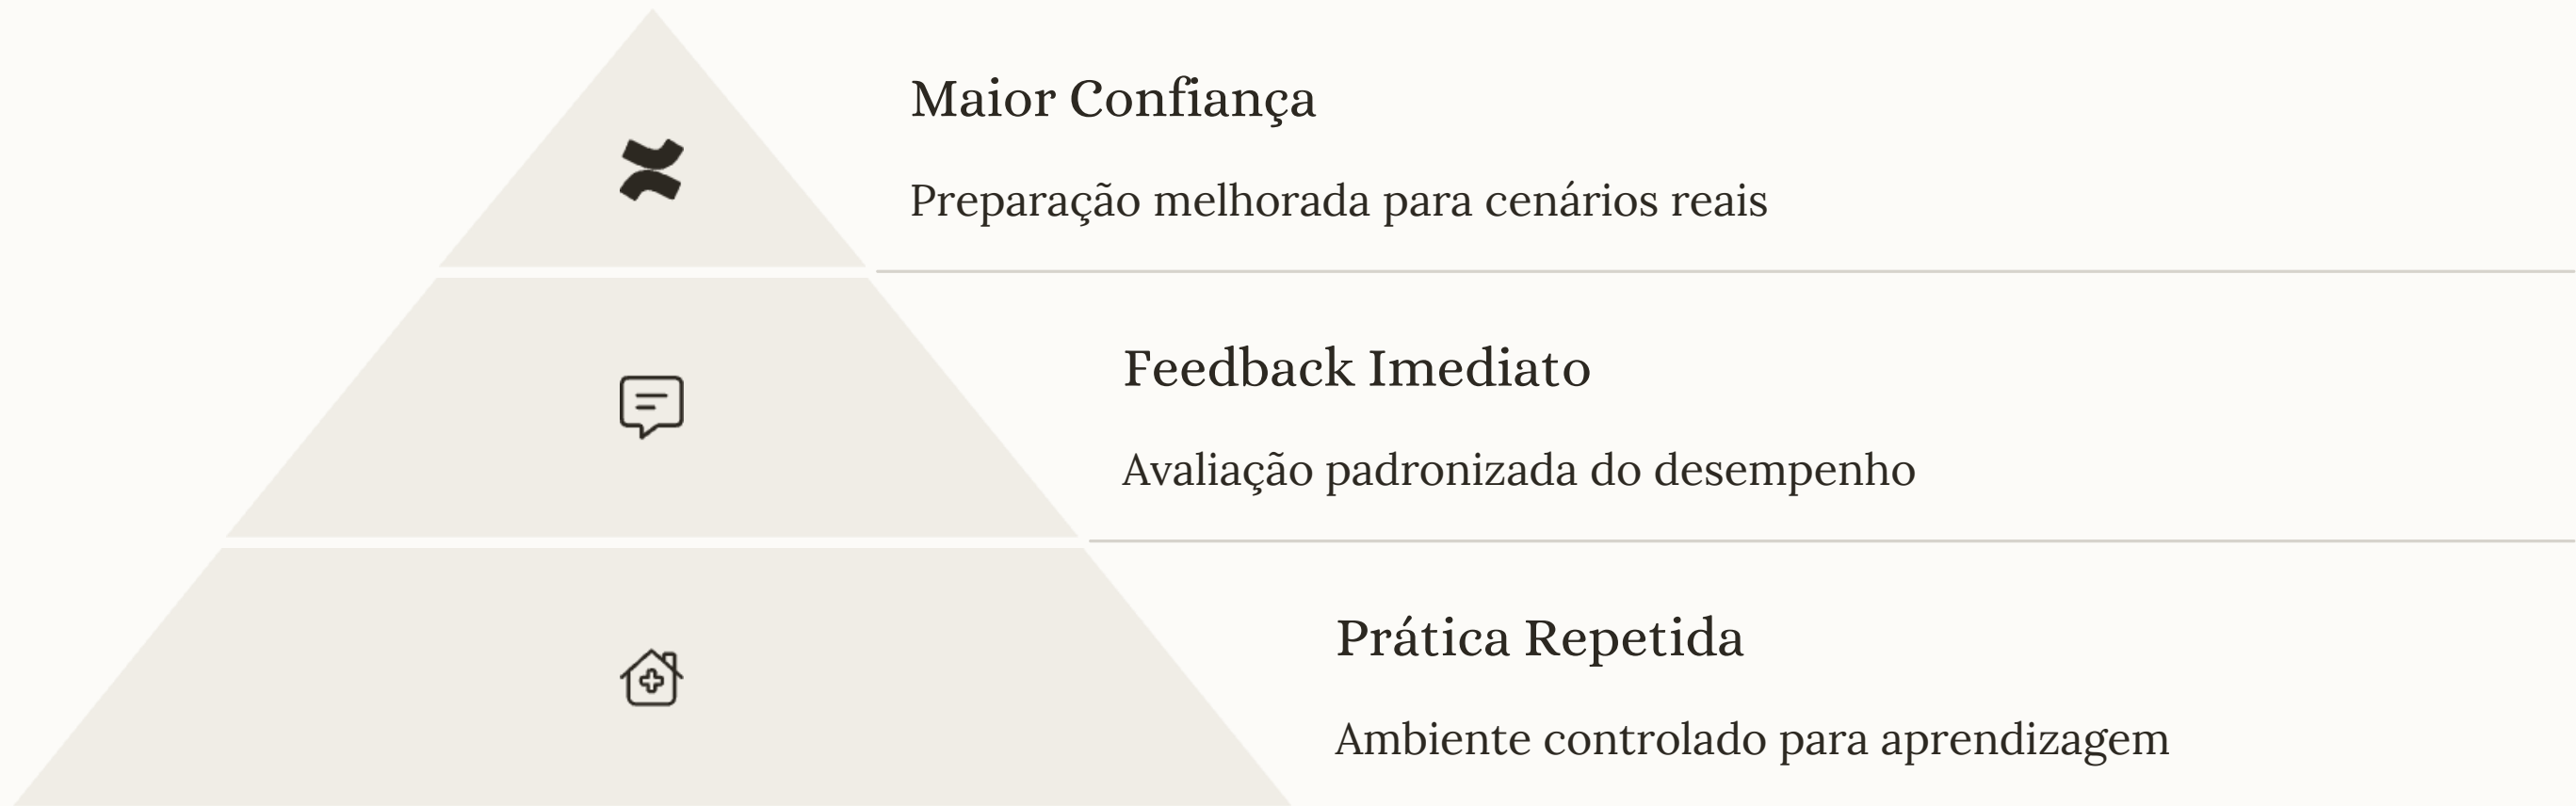 Maior Confiança
Preparação melhorada para cenários reais
Feedback Imediato
Avaliação padronizada do desempenho
Prática Repetida
Ambiente controlado para aprendizagem